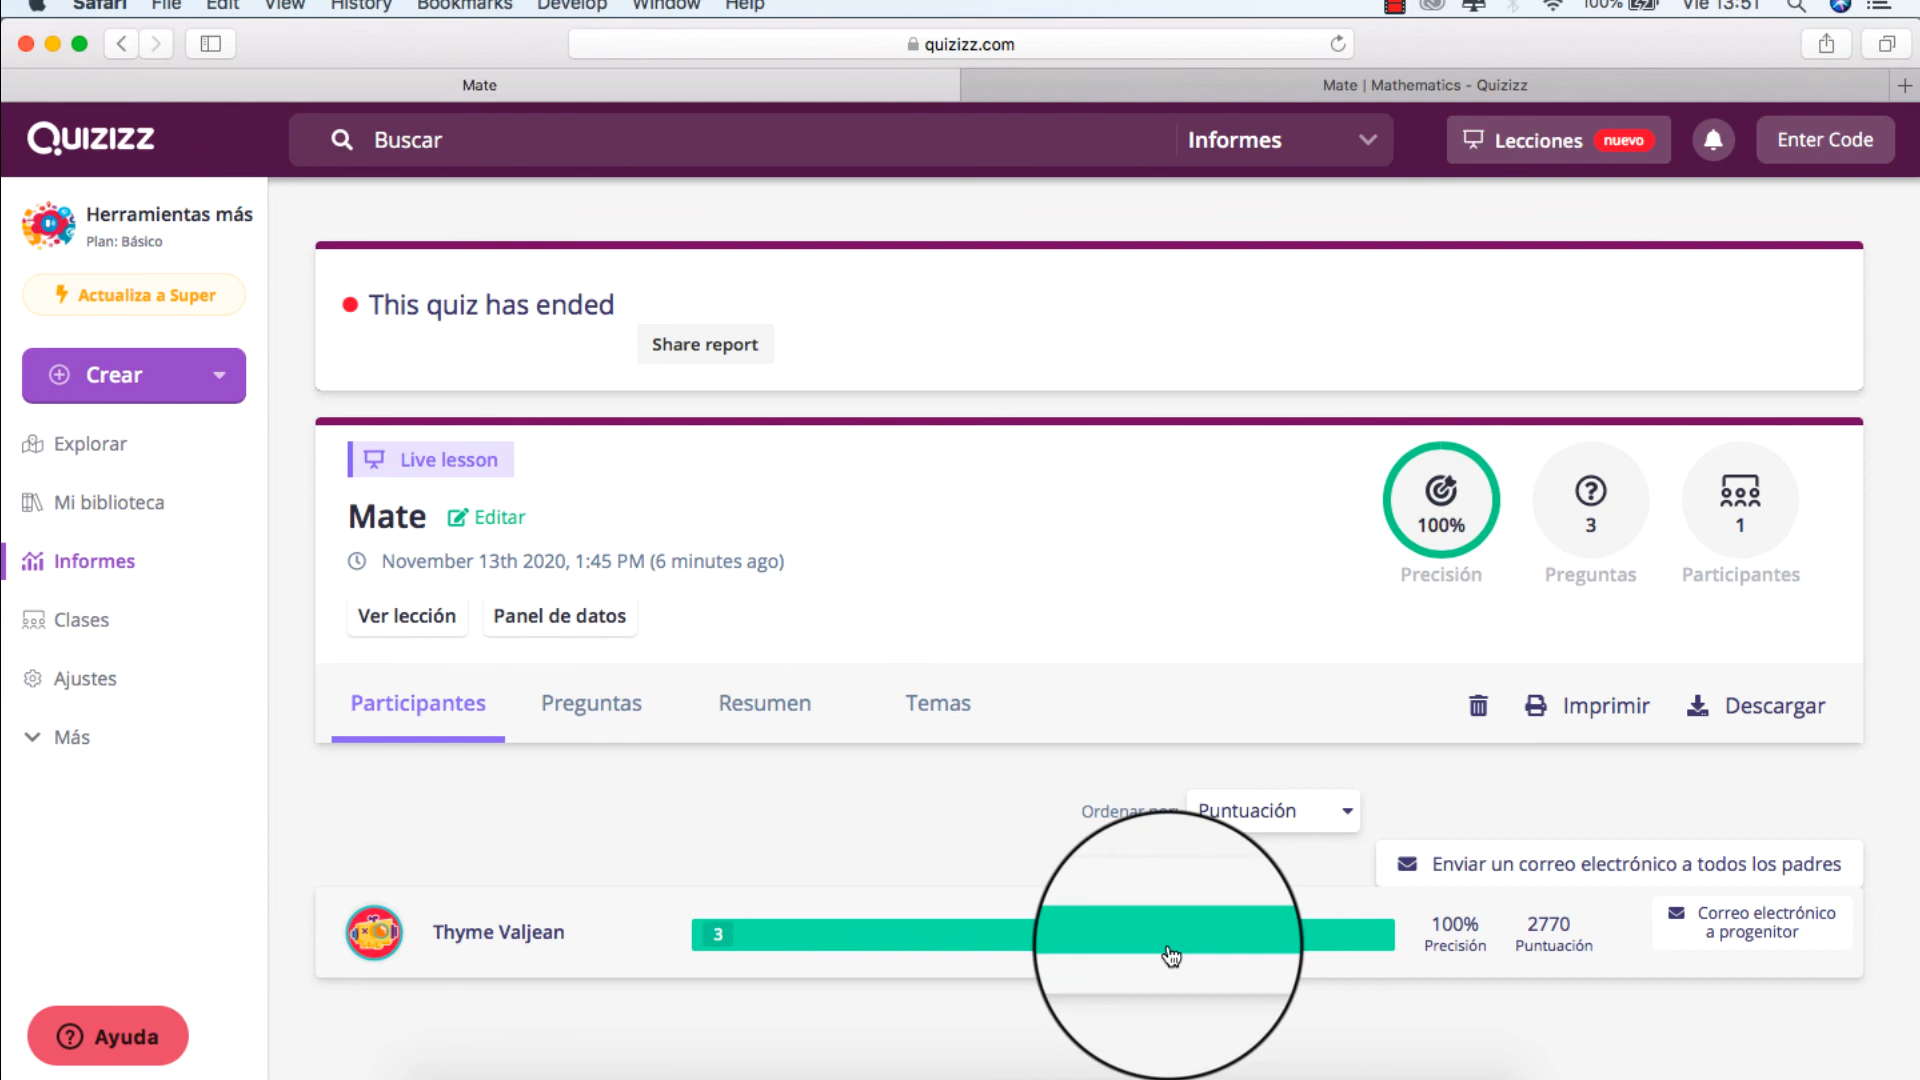 Safari File Edit View History Bookmarks Develop Window Help 100% Vie 13:51
quizizz.com
Mate
Mate | Mathematics - Quizizz
QUIZIZZ
Buscar
Informes
Lecciones nuevo
Enter Code
Herramientas más
Plan: Básico
Actualiza a Super
Crear
Explorar
Mi biblioteca
Informes
Clases
Ajustes
Más
Ayuda
This quiz has ended
Share report
Live lesson
Mate Editar
November 13th 2020, 1:45 PM (6 minutes ago)
Ver lección Panel de datos
100%
Precisión
3
Preguntas
1
Participantes
Participantes Preguntas Resumen Temas
Imprimir Descargar
Ordenar por: Puntuación
Enviar un correo electrónico a todos los padres
Thyme Valjean
3
100%
Precisión
2770
Puntuación
Correo electrónico
a progenitor